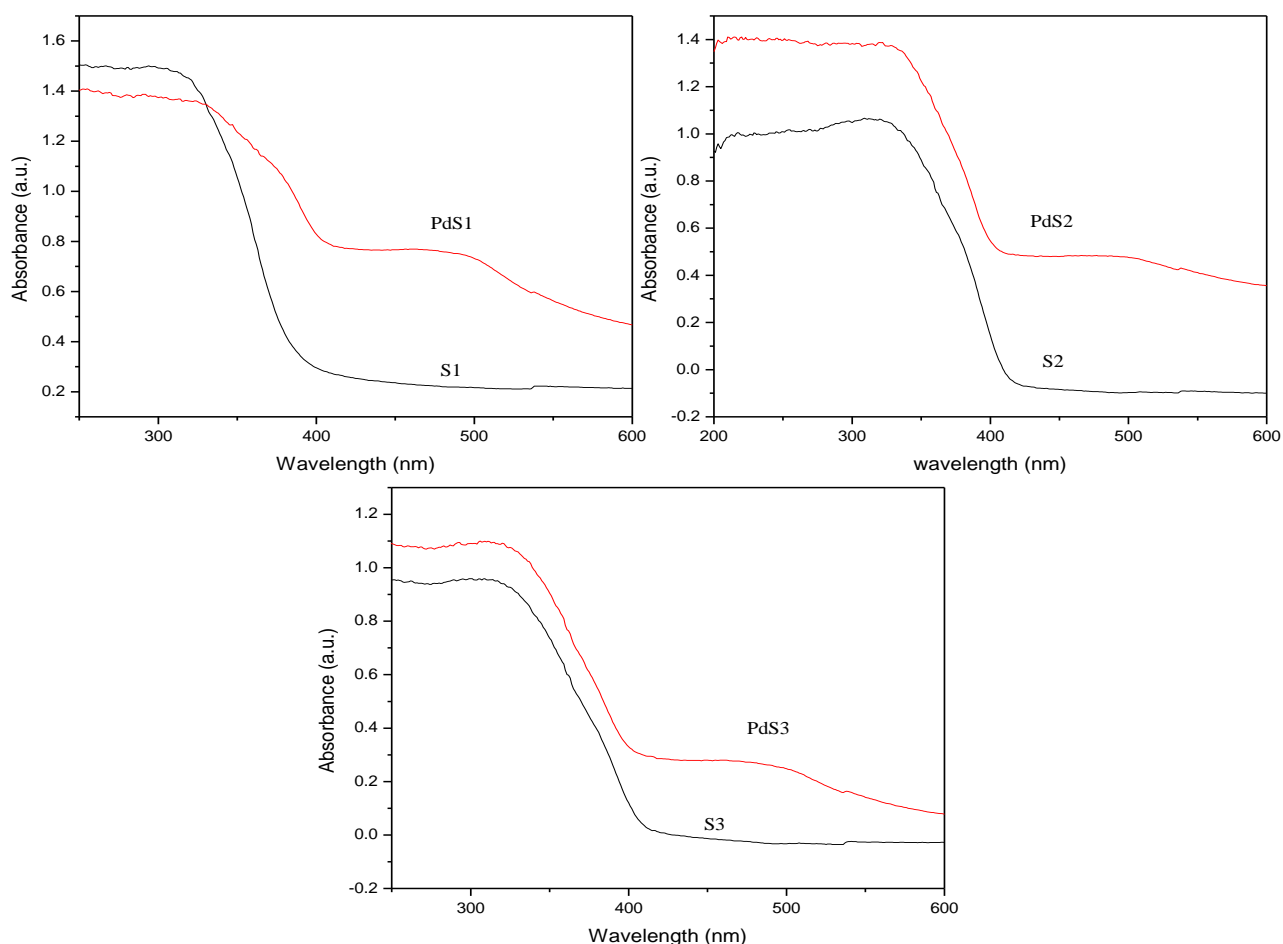 1.6
1.4
1.2
1.0
0.8
0.6
0.4
0.2
Absorbance (a.u.)
PdS1
S1
300 400 500 600
Wavelength (nm)
1.4
1.2
1.0
0.8
0.6
0.4
0.2
0.0
-0.2
Absorbance (a.u.)
PdS2
S2
200 300 400 500 600
wavelength (nm)
1.2
1.0
0.8
0.6
0.4
0.2
0.0
-0.2
Absorbance (a.u.)
PdS3
S3
300 400 500 600
Wavelength (nm)